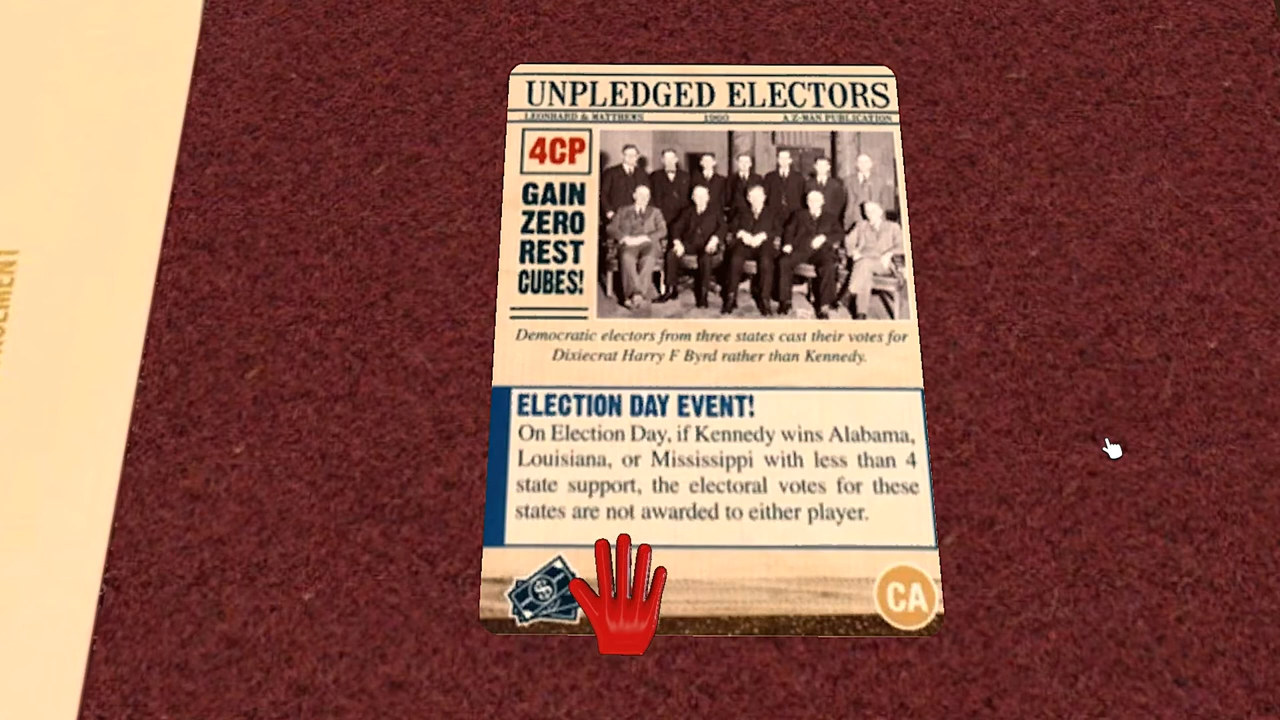 UNPLEDGED ELECTORS
LEONHARD & MATTHEWS 1960 A Z-MAN PUBLICATION
4CP
GAIN
ZERO
REST
CUBES!
Democratic electors from three states cast their votes for
Dixiecrat Harry F Byrd rather than Kennedy.
ELECTION DAY EVENT!
On Election Day, if Kennedy wins Alabama,
Louisiana, or Mississippi with less than 4
state support, the electoral votes for these
states are not awarded to either player.
CA